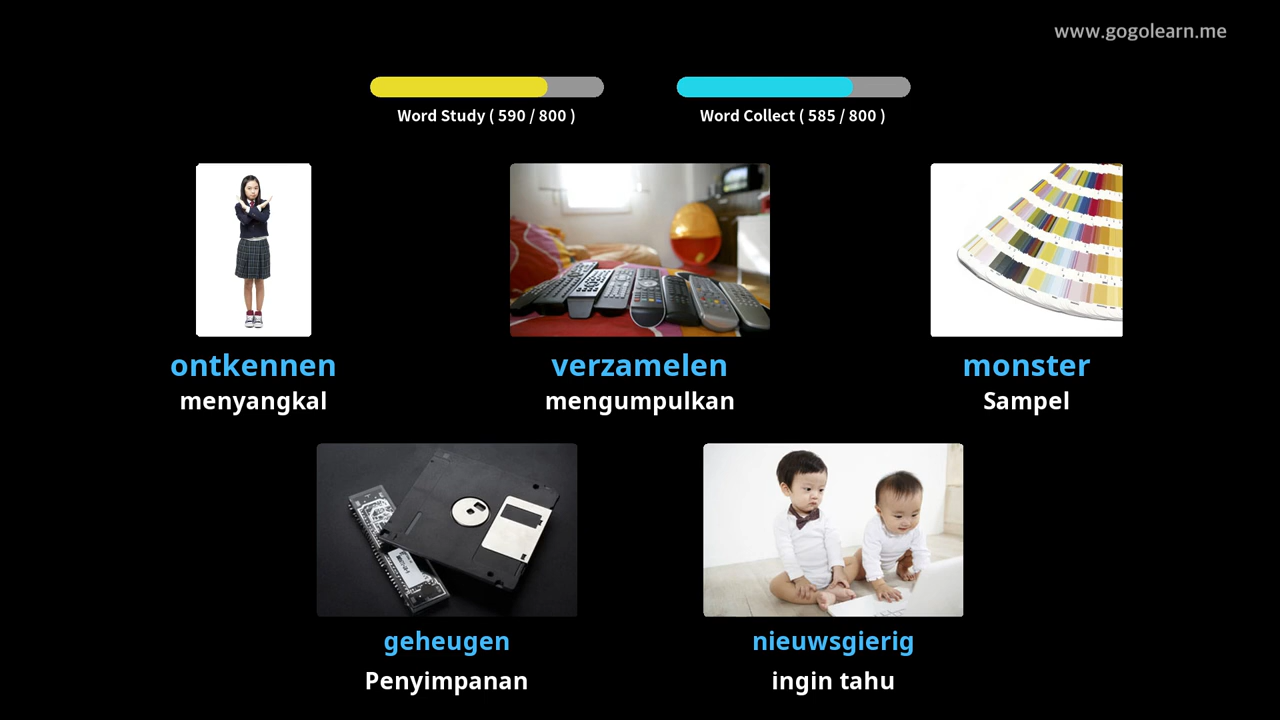 www.gogolearn.me
Word Study ( 590 / 800 )
Word Collect ( 585 / 800 )
ontkennen
menyangkal
verzamelen
mengumpulkan
monster
Sampel
geheugen
Penyimpanan
nieuwsgierig
ingin tahu